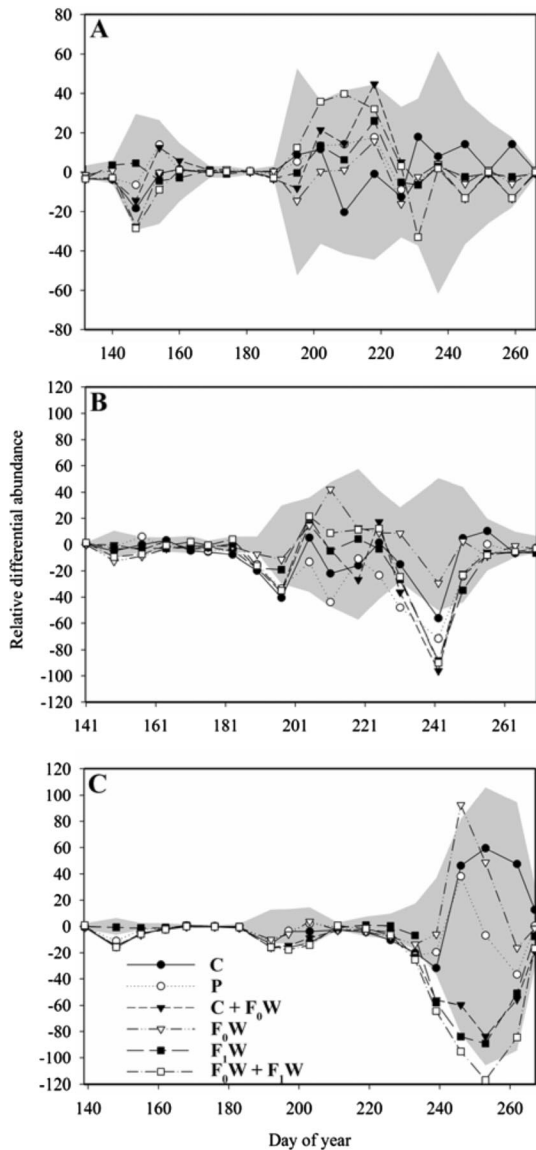 A
80
60
40
20
0
-20
-40
-60
-80
140 160 180 200 220 240 260
B
120
100
80
60
40
20
0
-20
-40
-60
-80
-100
-120
141 161 181 201 221 241 261
Relative differential abundance
C
120
100
80
60
40
20
0
-20
-40
-60
-80
-100
-120
C
P
C + F₀W
F₀W
F₁W
F₀W + F₁W
140 160 180 200 220 240 260
Day of year